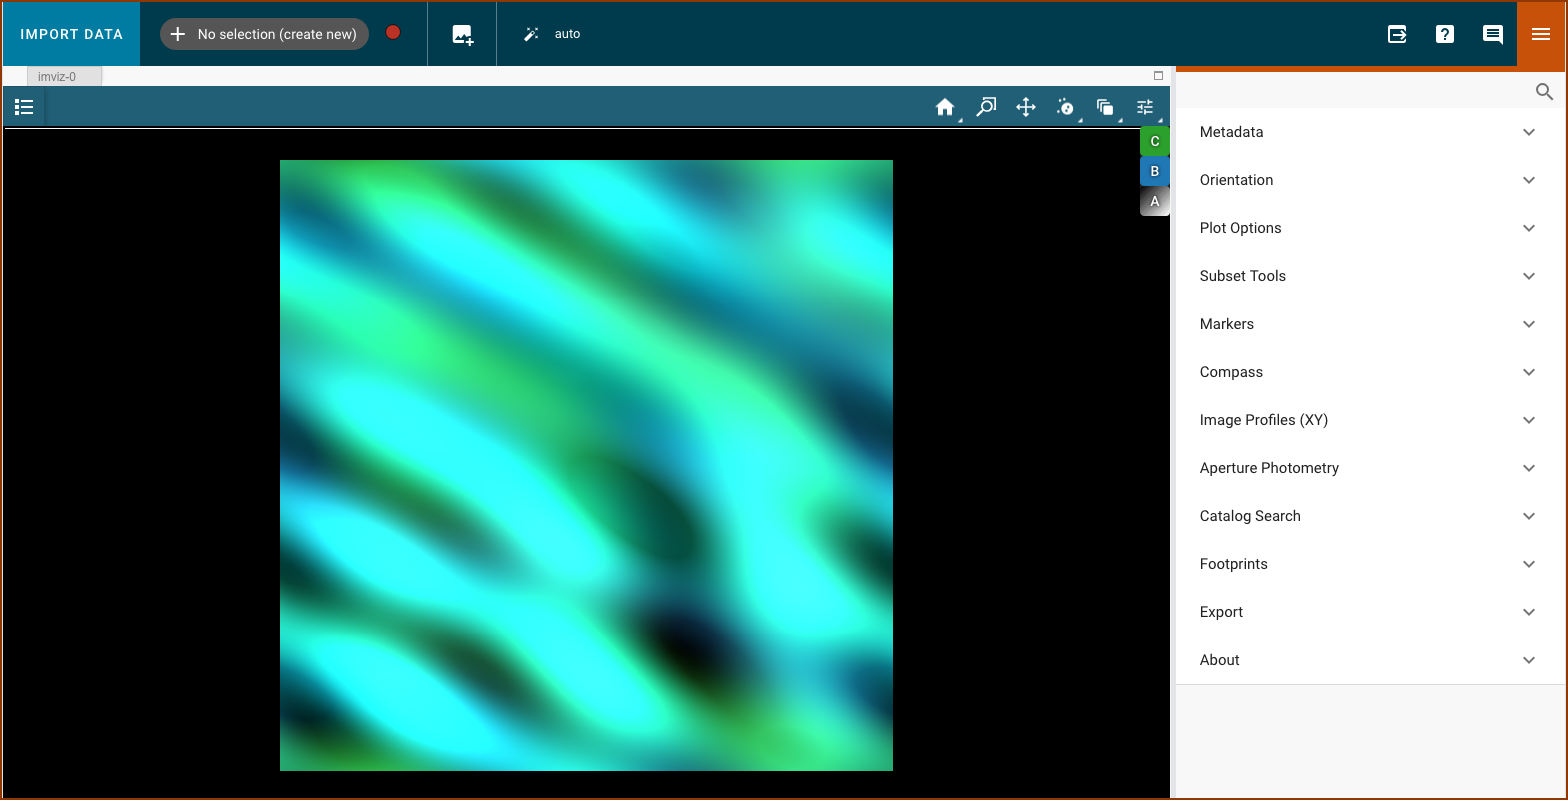 IMPORT DATA
No selection (create new)
auto
imviz-0
C
B
A
Metadata
Orientation
Plot Options
Subset Tools
Markers
Compass
Image Profiles (XY)
Aperture Photometry
Catalog Search
Footprints
Export
About